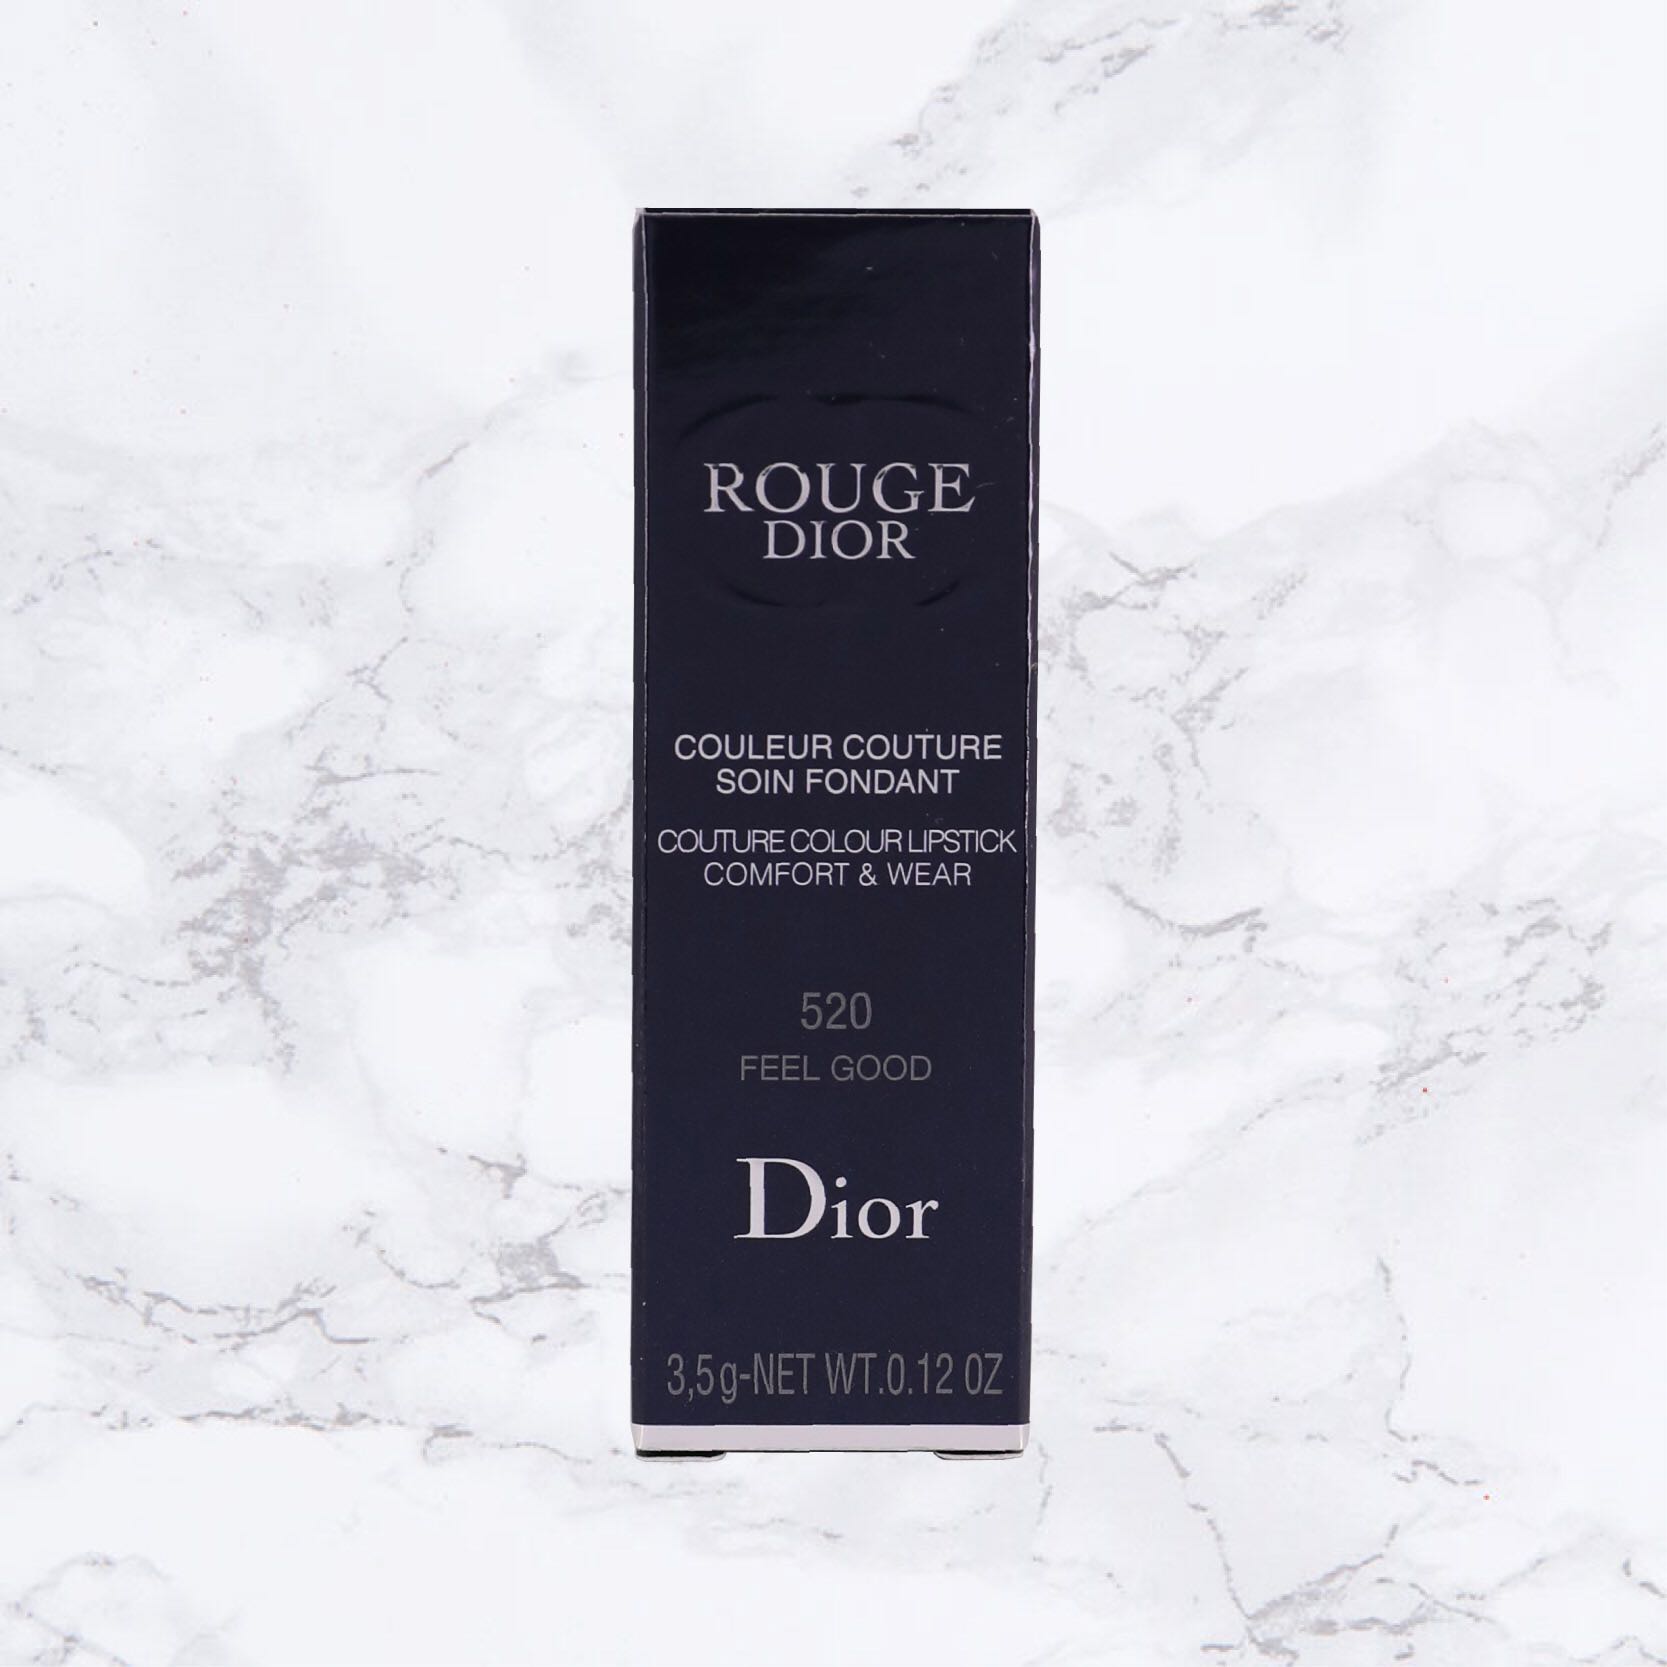 ROUGE
DIOR
COULEUR COUTURE
SOIN FONDANT
COUTURE COLOUR LIPSTICK
COMFORT & WEAR
520
FEEL GOOD
Dior
3,5g-NET WT.0.12 OZ